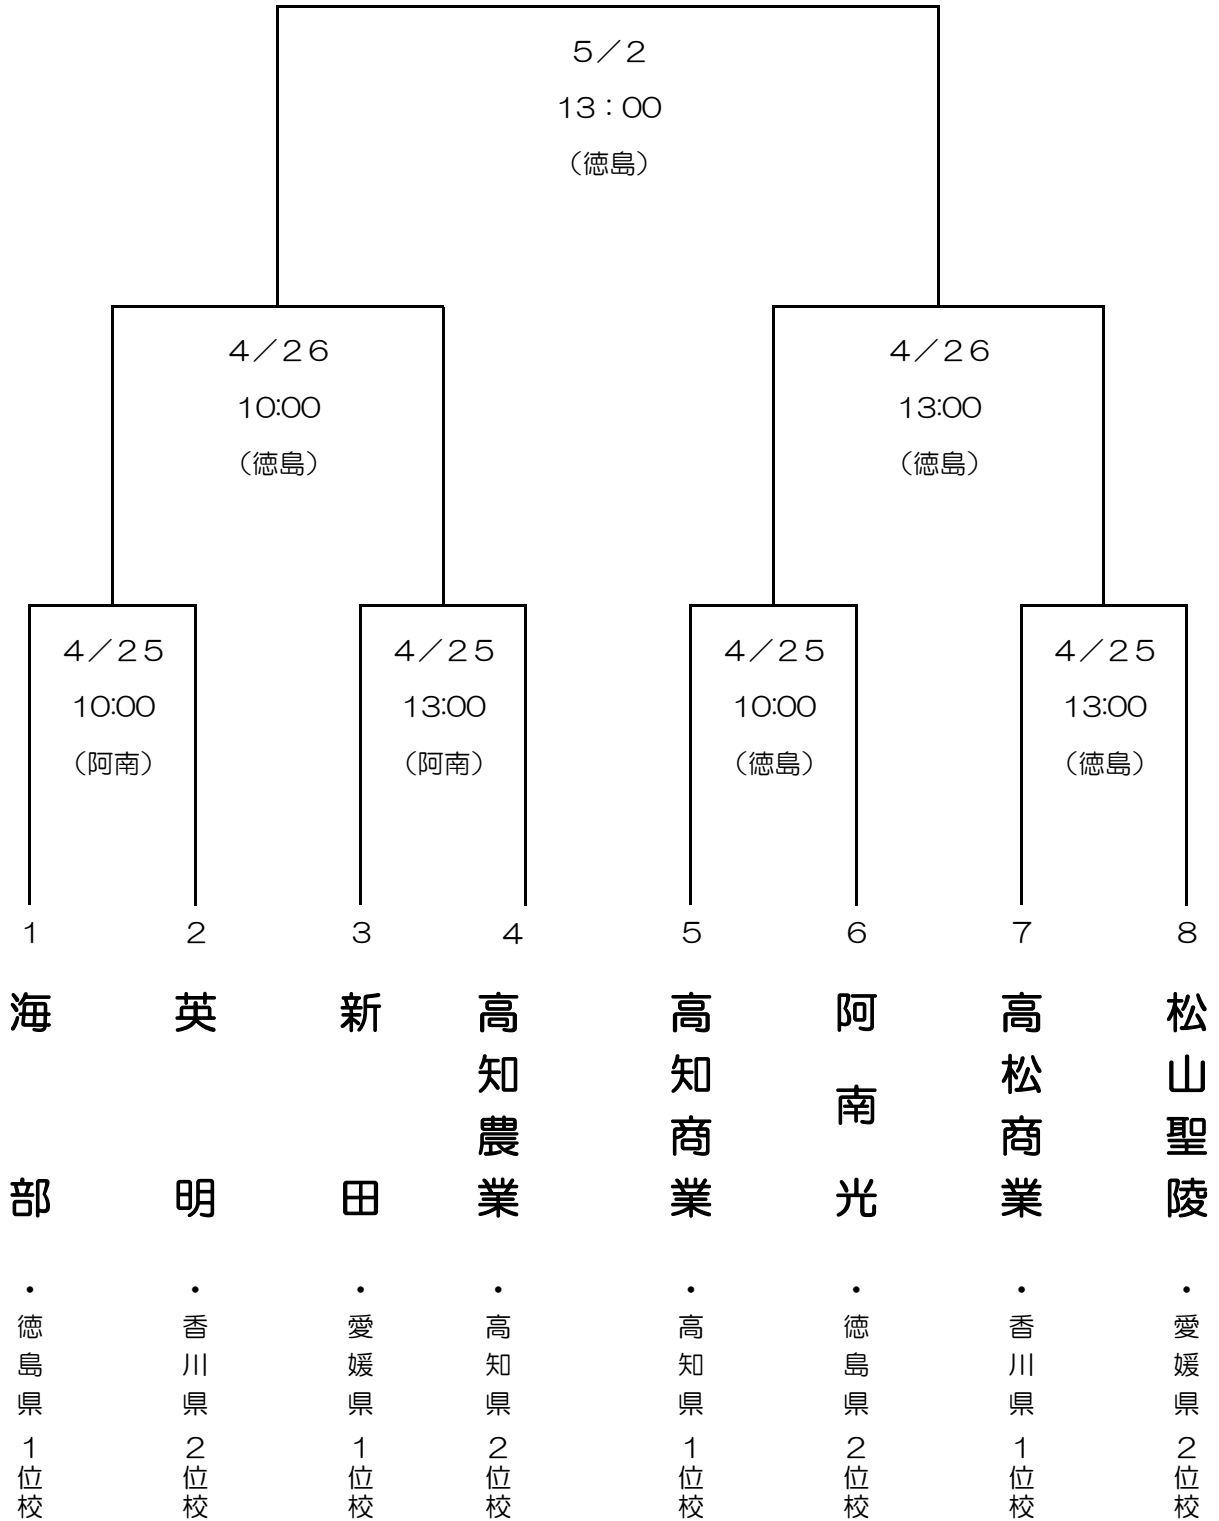 ５／２
13：00
（徳島）
４／２６
10:00
（徳島）
４／２６
13:00
（徳島）
４／２５
10:00
（阿南）
４／２５
13:00
（阿南）
４／２５
10:00
（徳島）
４／２５
13:00
（徳島）
1
2
3
4
5
6
7
8
海部
英明
新田
高知農業
高知商業
阿南光
高松商業
松山聖陵
・徳島県１位校
・香川県２位校
・愛媛県１位校
・高知県２位校
・高知県１位校
・徳島県２位校
・香川県１位校
・愛媛県２位校